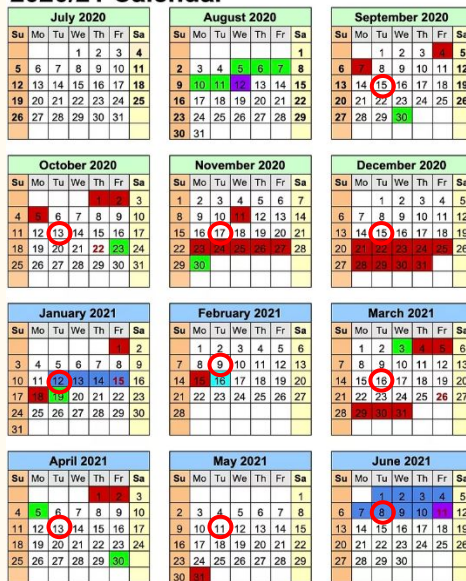 2020/21 Calendar
July 2020
Su Mo Tu We Th Fr Sa
1 2 3 4
5 6 7 8 9 10 11
12 13 14 15 16 17 18
19 20 21 22 23 24 25
26 27 28 29 30 31
August 2020
Su Mo Tu We Th Fr Sa
1
2 3 4 5 6 7 8
9 10 11 12 13 14 15
16 17 18 19 20 21 22
23 24 25 26 27 28 29
30 31
September 2020
Su Mo Tu We Th Fr Sa
1 2 3 4 5
6 7 8 9 10 11 12
13 14 15 16 17 18 19
20 21 22 23 24 25 26
27 28 29 30
October 2020
Su Mo Tu We Th Fr Sa
1 2 3
4 5 6 7 8 9 10
11 12 13 14 15 16 17
18 19 20 21 22 23 24
25 26 27 28 29 30 31
November 2020
Su Mo Tu We Th Fr Sa
1 2 3 4 5 6 7
8 9 10 11 12 13 14
15 16 17 18 19 20 21
22 23 24 25 26 27 28
29 30
December 2020
Su Mo Tu We Th Fr Sa
1 2 3 4 5
6 7 8 9 10 11 12
13 14 15 16 17 18 19
20 21 22 23 24 25 26
27 28 29 30 31
January 2021
Su Mo Tu We Th Fr Sa
1 2
3 4 5 6 7 8 9
10 11 12 13 14 15 16
17 18 19 20 21 22 23
24 25 26 27 28 29 30
31
February 2021
Su Mo Tu We Th Fr Sa
1 2 3 4 5 6
7 8 9 10 11 12 13
14 15 16 17 18 19 20
21 22 23 24 25 26 27
28
March 2021
Su Mo Tu We Th Fr Sa
1 2 3 4 5 6
7 8 9 10 11 12 13
14 15 16 17 18 19 20
21 22 23 24 25 26 27
28 29 30 31
April 2021
Su Mo Tu We Th Fr Sa
1 2 3
4 5 6 7 8 9 10
11 12 13 14 15 16 17
18 19 20 21 22 23 24
25 26 27 28 29 30
May 2021
Su Mo Tu We Th Fr Sa
1
2 3 4 5 6 7 8
9 10 11 12 13 14 15
16 17 18 19 20 21 22
23 24 25 26 27 28 29
30 31
June 2021
Su Mo Tu We Th Fr Sa
1 2 3 4 5
6 7 8 9 10 11 12
13 14 15 16 17 18 19
20 21 22 23 24 25 26
27 28 29 30